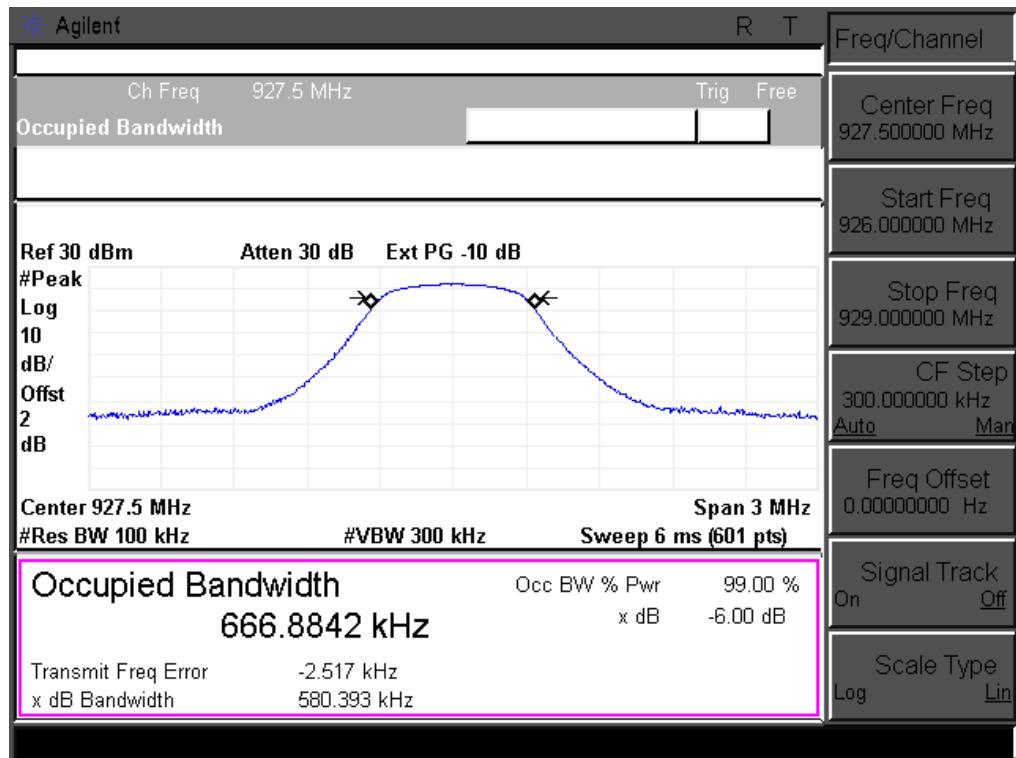 Agilent R T
Ch Freq 927.5 MHz Trig Free
Occupied Bandwidth
Ref 30 dBm Atten 30 dB Ext PG -10 dB
#Peak
Log
10
dB/
Offst
2
dB
Center 927.5 MHz Span 3 MHz
#Res BW 100 kHz #VBW 300 kHz Sweep 6 ms (601 pts)
Occupied Bandwidth
666.8842 kHz
Occ BW % Pwr 99.00 %
x dB -6.00 dB
Transmit Freq Error -2.517 kHz
x dB Bandwidth 580.393 kHz
Freq/Channel
Center Freq
927.500000 MHz
Start Freq
926.000000 MHz
Stop Freq
929.000000 MHz
CF Step
300.000000 kHz
Auto Man
Freq Offset
0.00000000 Hz
Signal Track
On Off
Scale Type
Log Lin